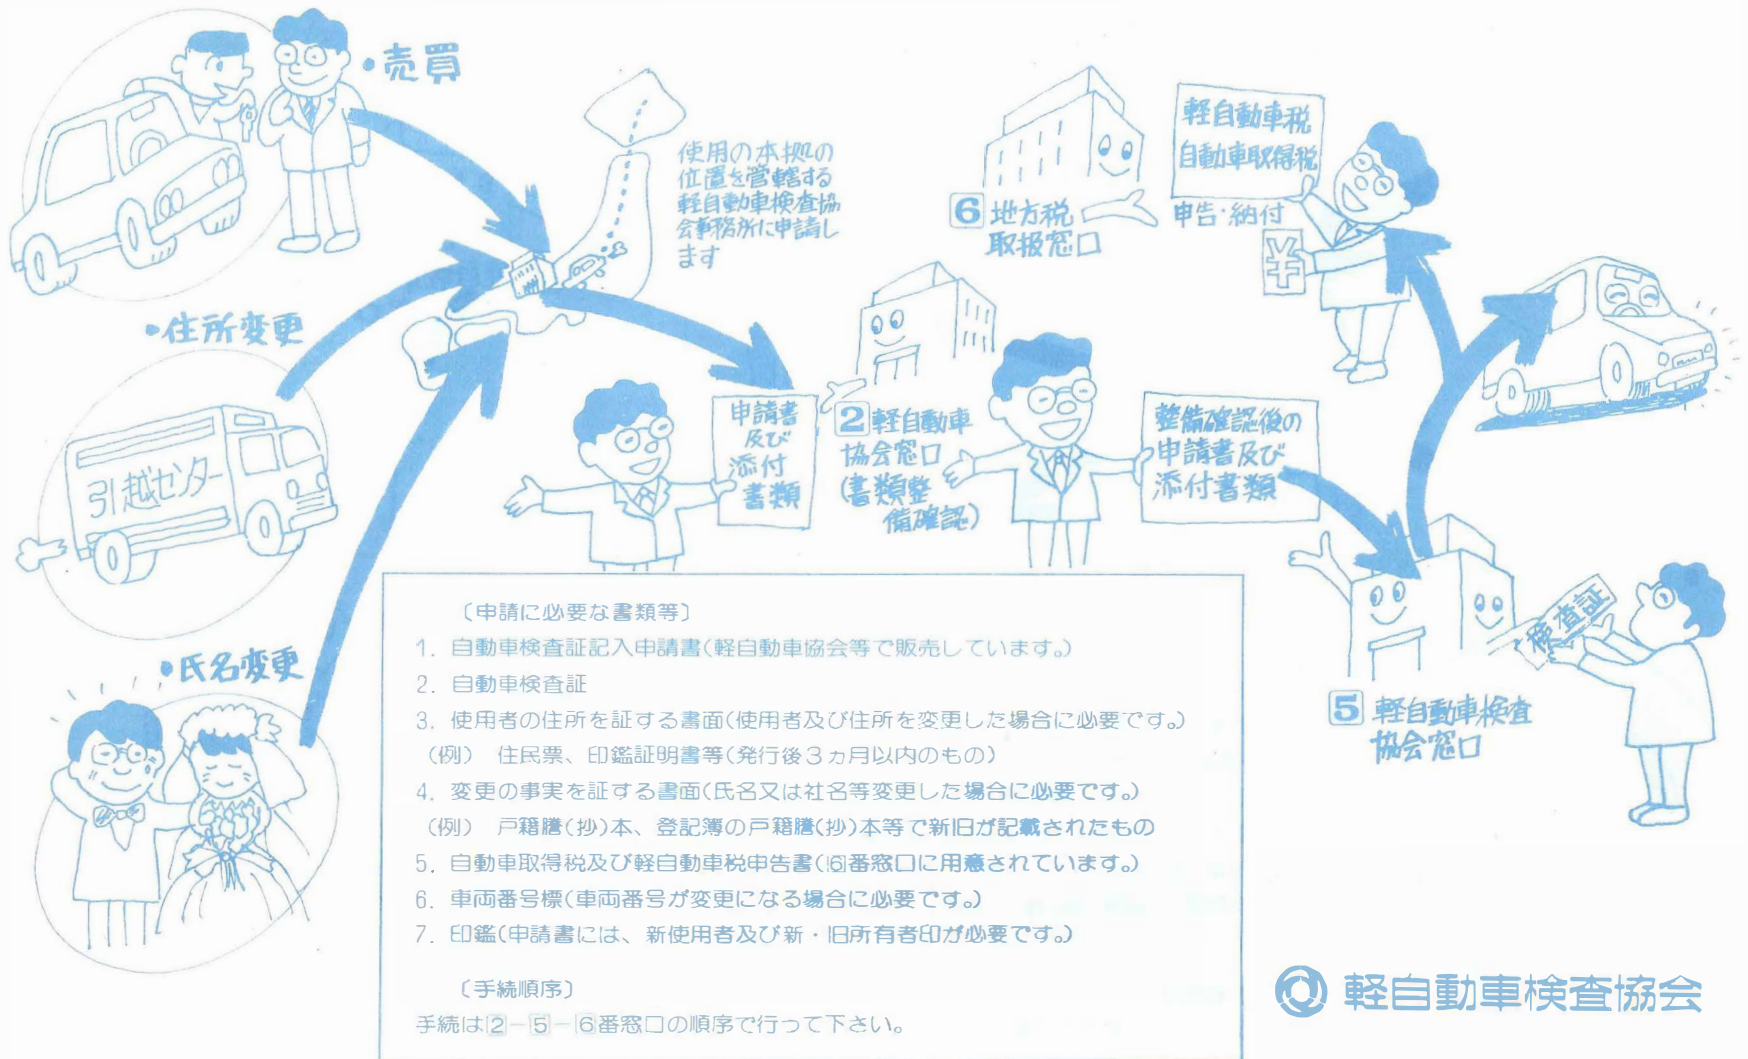 ・売買
使用の本拠の
位置を管轄する
軽自動車検査協
会事務所に申請し
ます
・住所変更
引越センター
・氏名変更
申請書
及び
添付
書類
2 軽自動車
協会窓口
(書類整
備確認)
整備確認後の
申請書及び
添付書類
6 地方税
取扱窓口
軽自動車税
自動車取得税
申告・納付
¥
検査証
5 軽自動車検査
協会窓口
〔申請に必要な書類等〕
1. 自動車検査証記入申請書(軽自動車協会等で販売しています。)
2. 自動車検査証
3. 使用者の住所を証する書面(使用者及び住所を変更した場合に必要です。)
(例) 住民票、印鑑証明書等(発行後3ヵ月以内のもの)
4. 変更の事実を証する書面(氏名又は社名等変更した場合に必要です。)
(例) 戸籍謄(抄)本、登記簿の戸籍謄(抄)本等で新旧が記載されたもの
5. 自動車取得税及び軽自動車税申告書(6番窓口に用意されています。)
6. 車両番号標(車両番号が変更になる場合に必要です。)
7. 印鑑(申請書には、新使用者及び新・旧所有者印が必要です。)
〔手続順序〕
手続は2-5-6番窓口の順序で行って下さい。
軽自動車検査協会